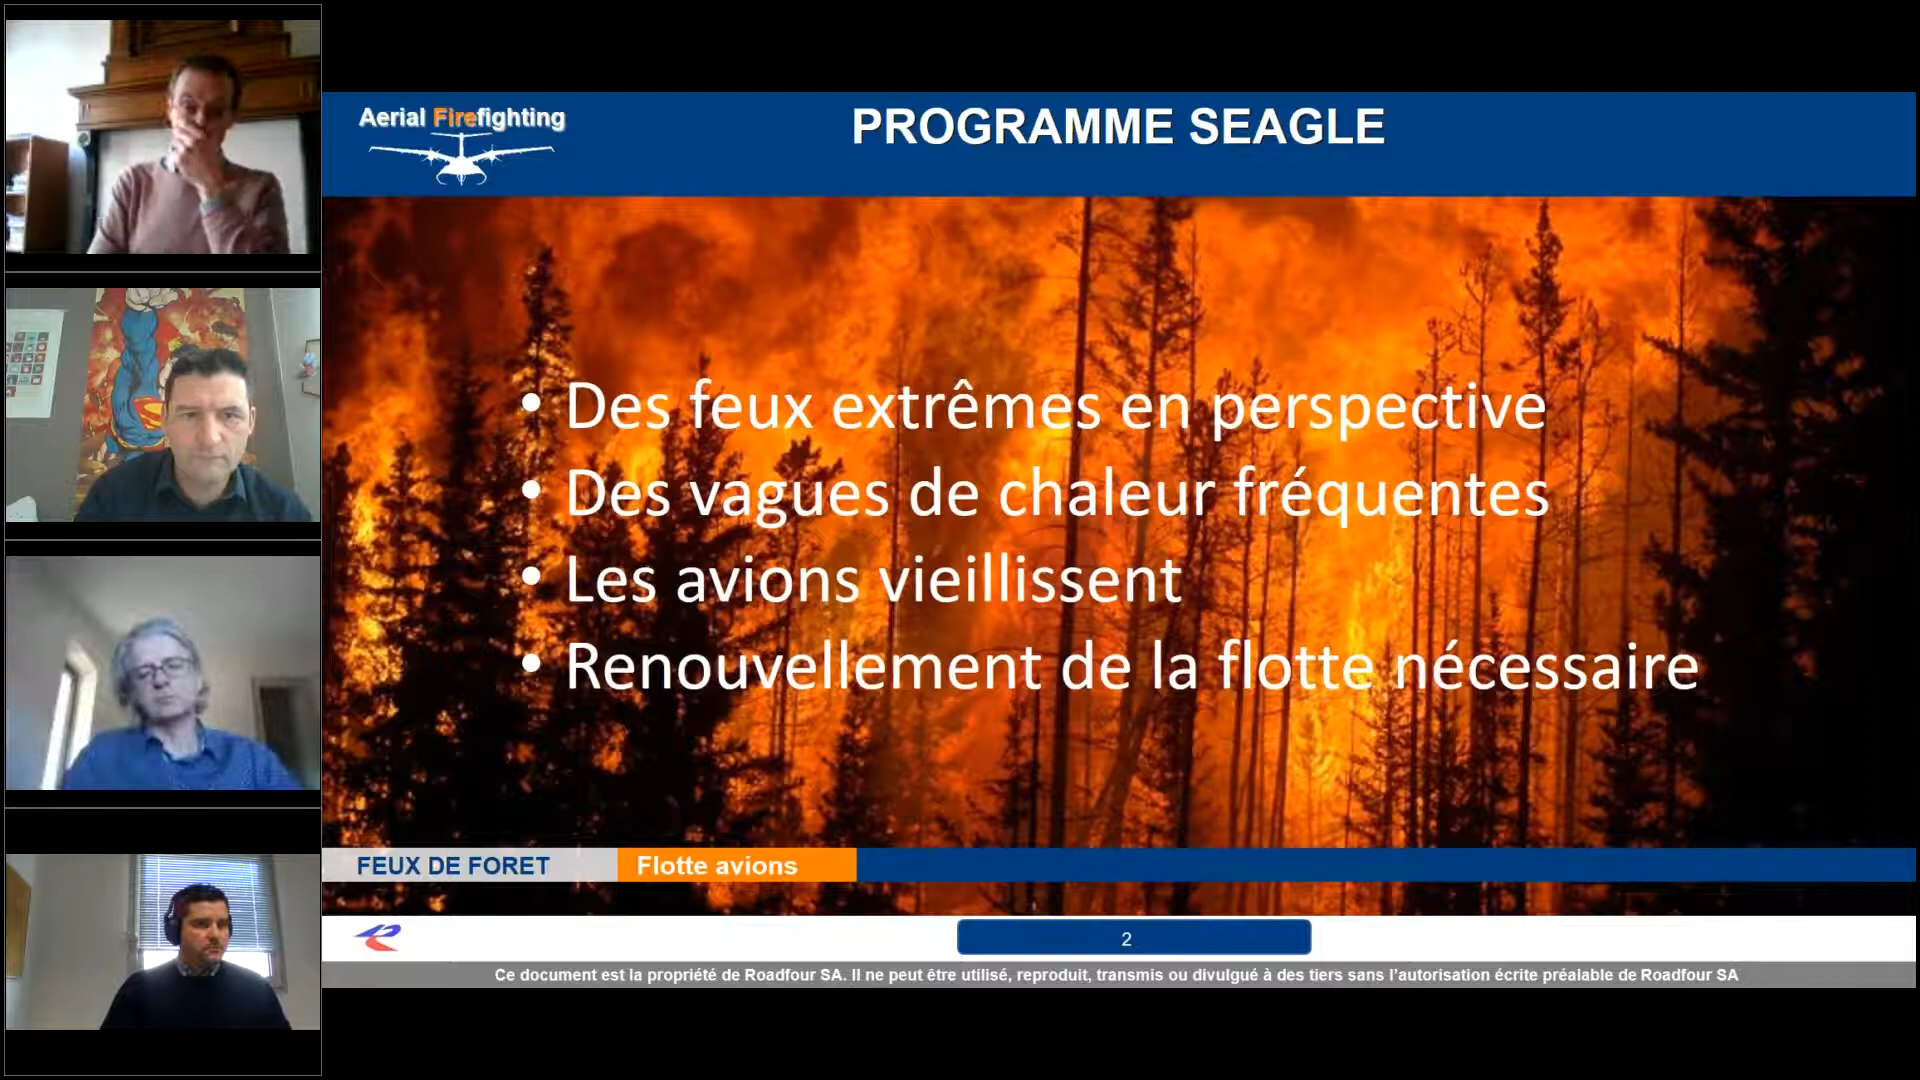 Aerial Firefighting
PROGRAMME SEAGLE
• Des feux extrêmes en perspective
• Des vagues de chaleur fréquentes
• Les avions vieillissent
• Renouvellement de la flotte nécessaire
FEUX DE FORET
Flotte avions
2
Ce document est la propriété de Roadfour SA. Il ne peut être utilisé, reproduit, transmis ou divulgué à des tiers sans l'autorisation écrite préalable de Roadfour SA